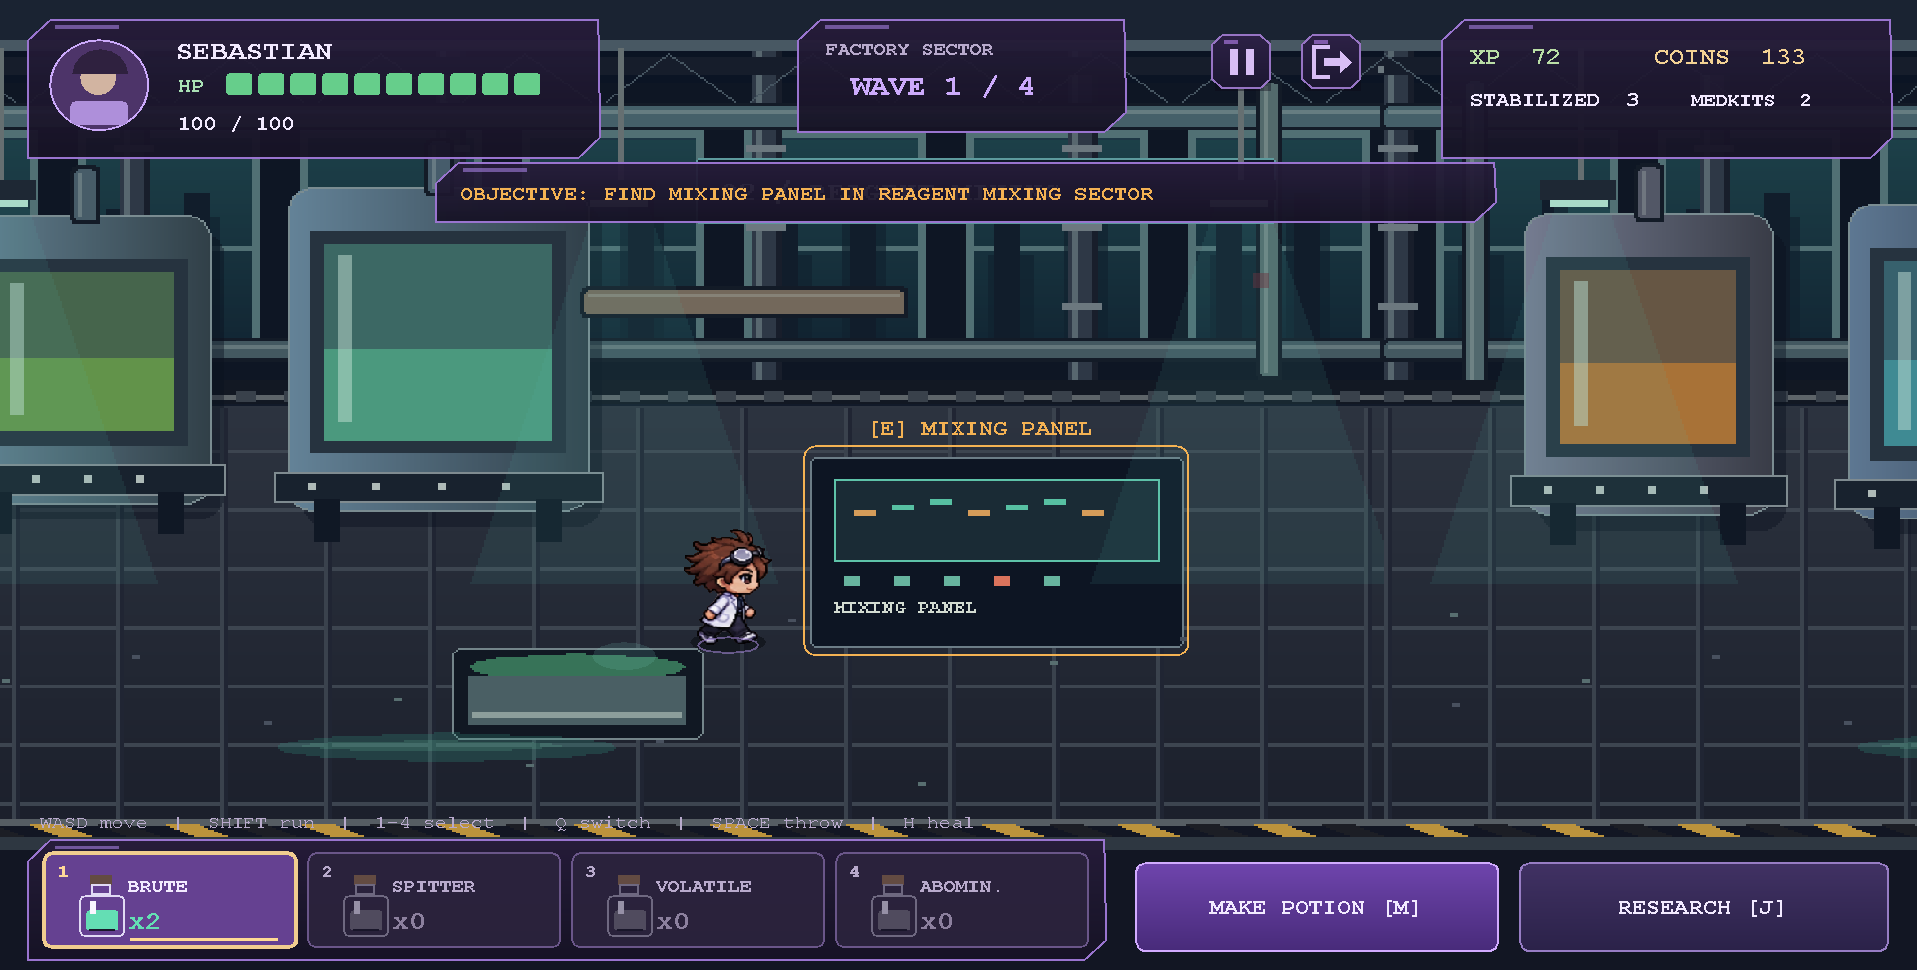 SEBASTIAN
HP
100 / 100
FACTORY SECTOR
WAVE 1 / 4
XP 72 COINS 133
STABILIZED 3 MEDKITS 2
OBJECTIVE: FIND MIXING PANEL IN REAGENT MIXING SECTOR
[E] MIXING PANEL
MIXING PANEL
WASD move | SHIFT run | 1-4 select | Q switch | SPACE throw | H heal
1 BRUTE x2
2 SPITTER x0
3 VOLATILE x0
4 ABOMIN. x0
MAKE POTION [M]
RESEARCH [J]